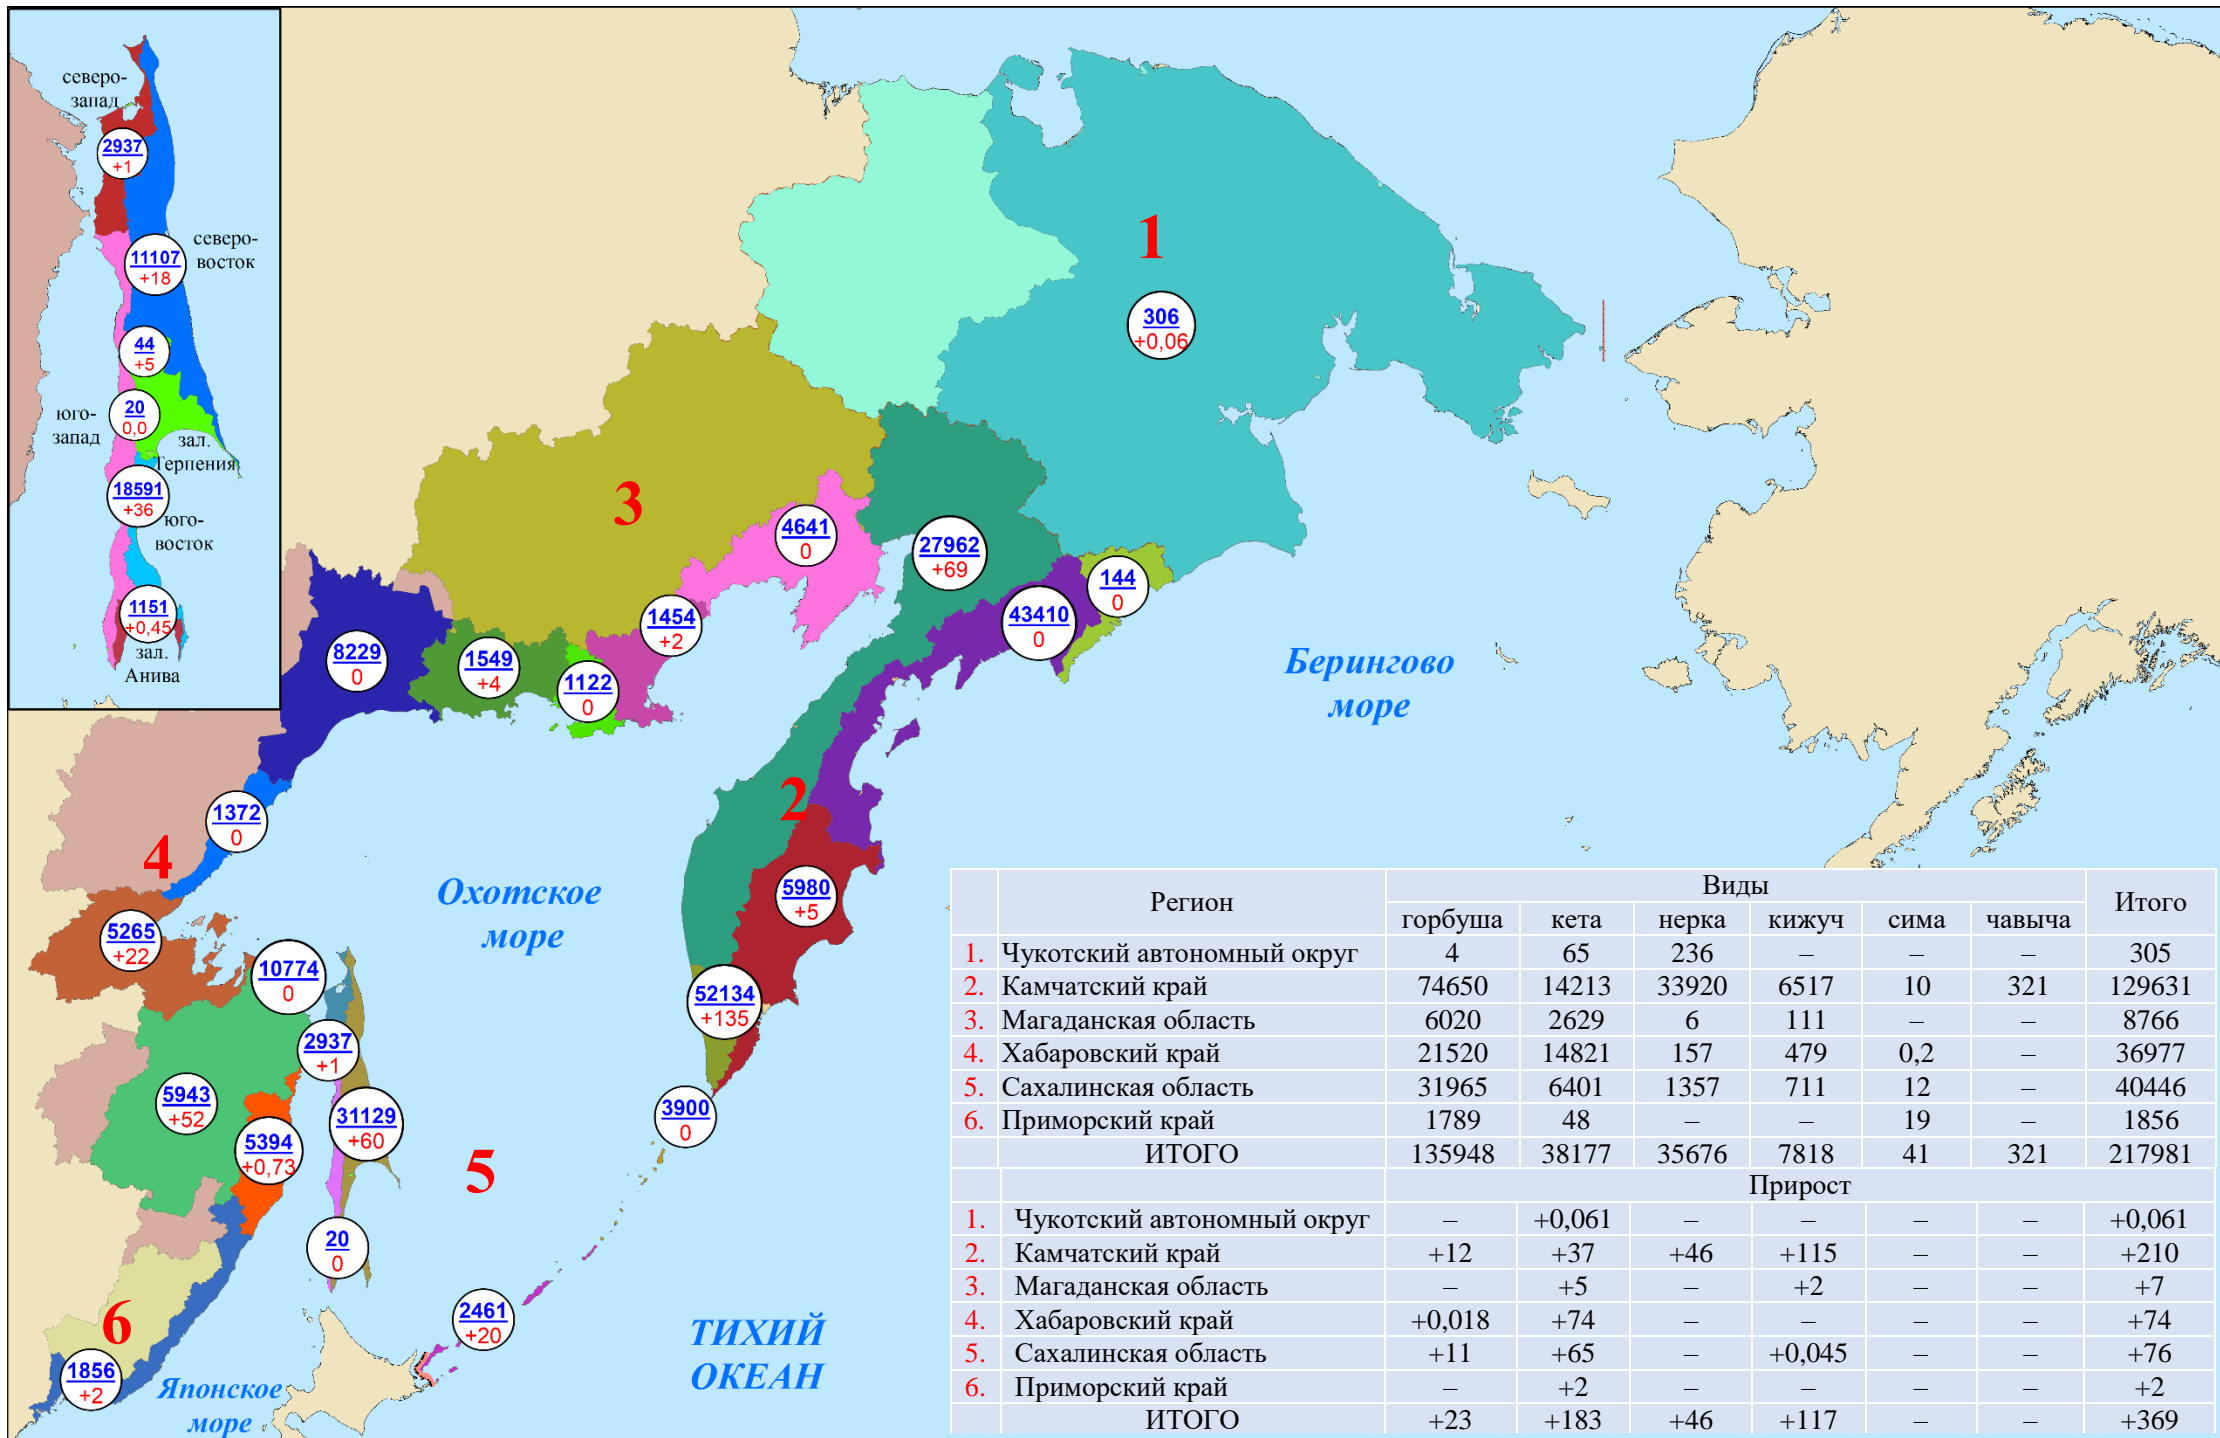 северо-
запад
2937
+1
северо-
восток
11107
+18
44
+5
юго-
запад
20
0,0
зал.
Терпения
18591
+36
юго-
восток
1151
+0,45
зал.
Анива
1
306
+0,06
3
4641
0
27962
+69
144
0
43410
0
1454
+2
8229
0
1549
+4
1122
0
Берингово
море
2
1372
0
4
Охотское
море
5980
+5
5265
+22
10774
0
52134
+135
2937
+1
5943
+52
31129
+60
3900
0
5394
+0,73
5
20
0
6
2461
+20
ТИХИЙ
ОКЕАН
1856
+2
Японское
море
Регион Виды Итого
горбуша кета нерка кижуч сима чавыча
1. Чукотский автономный округ 4 65 236 – – – 305
2. Камчатский край 74650 14213 33920 6517 10 321 129631
3. Магаданская область 6020 2629 6 111 – – 8766
4. Хабаровский край 21520 14821 157 479 0,2 – 36977
5. Сахалинская область 31965 6401 1357 711 12 – 40446
6. Приморский край 1789 48 – – 19 – 1856
ИТОГО 135948 38177 35676 7818 41 321 217981
Прирост
1. Чукотский автономный округ – +0,061 – – – – +0,061
2. Камчатский край +12 +37 +46 +115 – – +210
3. Магаданская область – +5 – +2 – – +7
4. Хабаровский край +0,018 +74 – – – – +74
5. Сахалинская область +11 +65 – +0,045 – – +76
6. Приморский край – +2 – – – – +2
ИТОГО +23 +183 +46 +117 – – +369